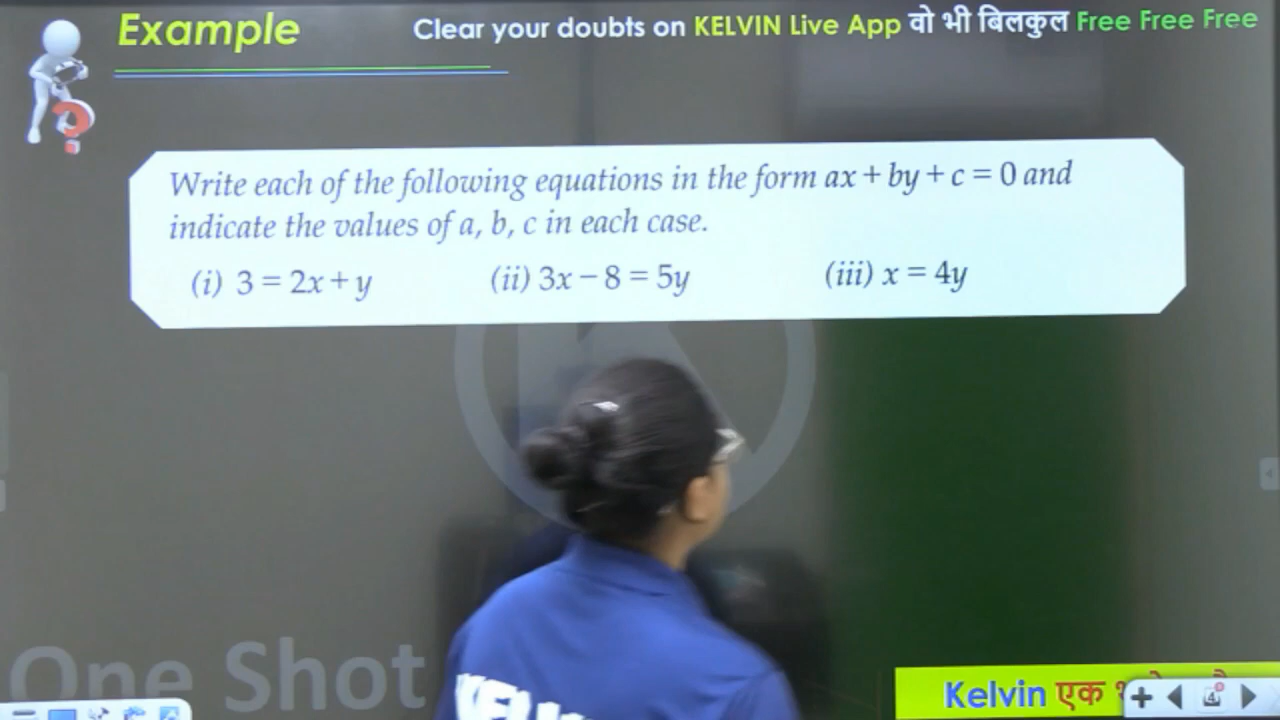 Example
Clear your doubts on KELVIN Live App वो भी बिलकुल Free Free Free
Write each of the following equations in the form ax + by + c = 0 and
indicate the values of a, b, c in each case.
(i) 3 = 2x + y (ii) 3x − 8 = 5y (iii) x = 4y
One Shot
Kelvin एक